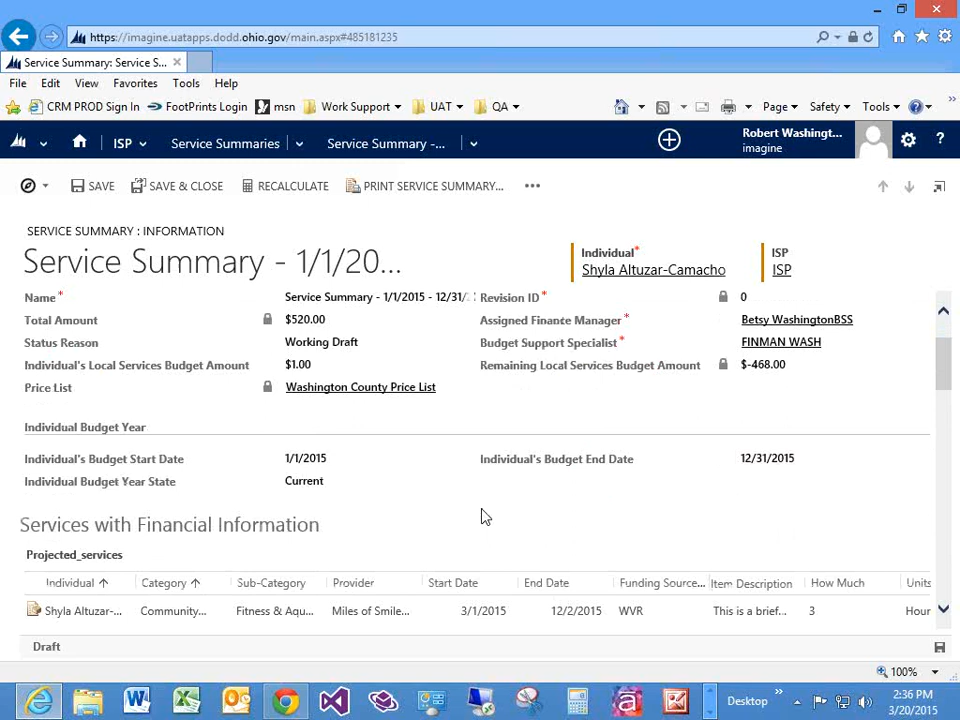 https://imagine.uatapps.dodd.ohio.gov/main.aspx#485181235
Service Summary: Service S...
File Edit View Favorites Tools Help
CRM PROD Sign In FootPrints Login msn Work Support UAT QA Page Safety Tools
ISP Service Summaries Service Summary -... Robert Washingt...
imagine
SAVE SAVE & CLOSE RECALCULATE PRINT SERVICE SUMMARY... •••
SERVICE SUMMARY : INFORMATION
Service Summary - 1/1/20...
Individual*
Shyla Altuzar-Camacho
ISP
ISP
Name* Service Summary - 1/1/2015 - 12/31/ Revision ID* 0
Total Amount $520.00 Assigned Finance Manager* Betsy WashingtonBSS
Status Reason Working Draft Budget Support Specialist* FINMAN WASH
Individual's Local Services Budget Amount $1.00 Remaining Local Services Budget Amount $-468.00
Price List Washington County Price List
Individual Budget Year
Individual's Budget Start Date 1/1/2015 Individual's Budget End Date 12/31/2015
Individual Budget Year State Current
Services with Financial Information
Projected_services
Individual Category Sub-Category Provider Start Date End Date Funding Source... Item Description How Much Units
Shyla Altuzar-... Community... Fitness & Aqu... Miles of Smile... 3/1/2015 12/2/2015 WVR This is a brief... 3 Hour
Draft
100%
Desktop
2:36 PM
3/20/2015